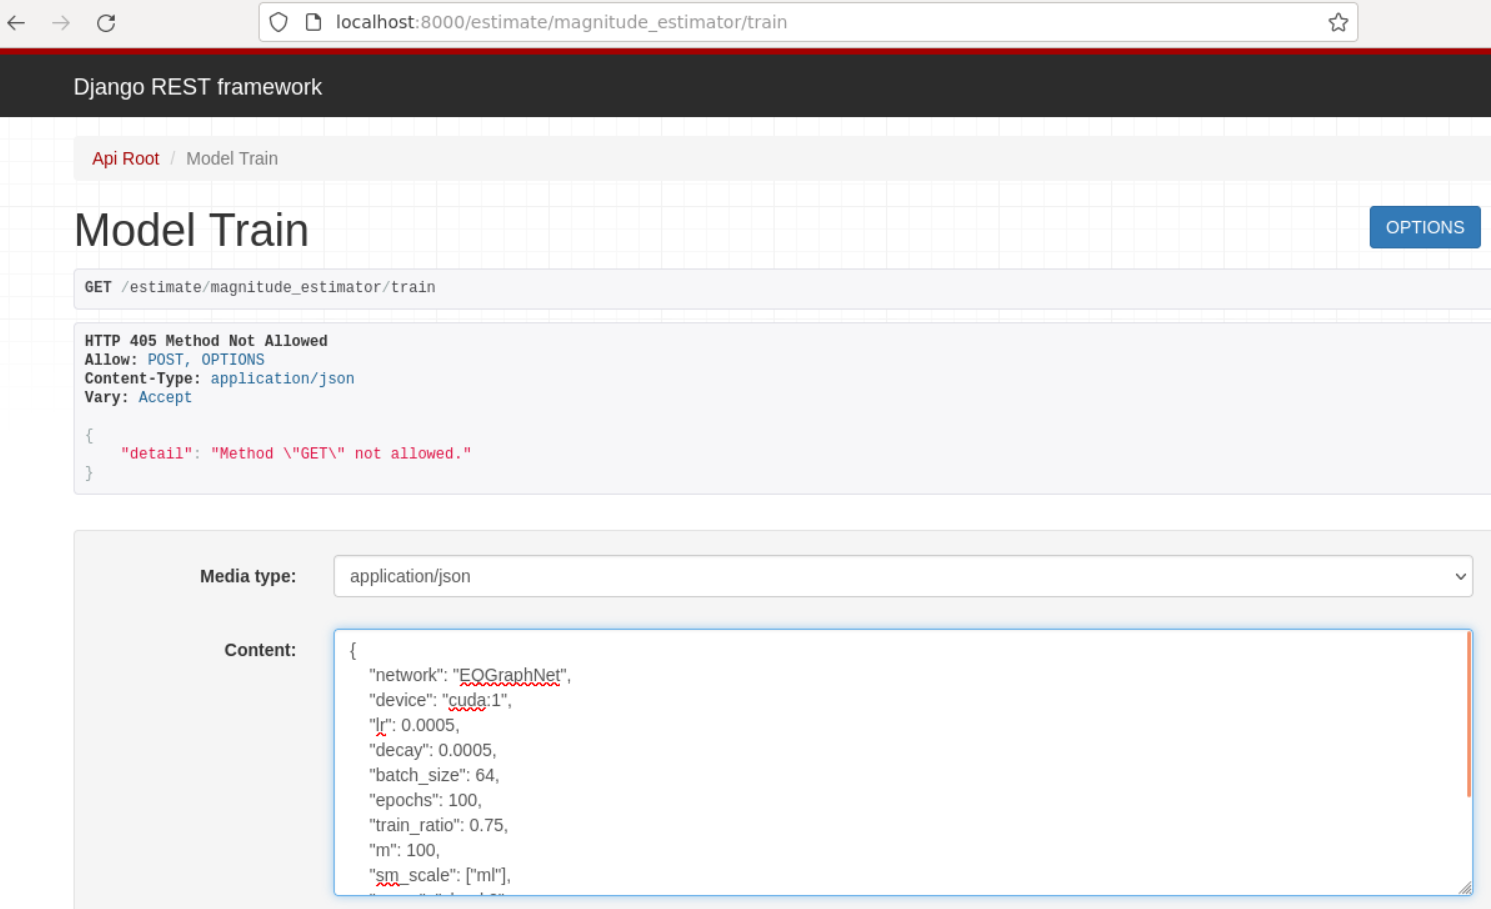 localhost:8000/estimate/magnitude_estimator/train
Django REST framework
Api Root / Model Train
Model Train
OPTIONS
GET /estimate/magnitude_estimator/train
HTTP 405 Method Not Allowed
Allow: POST, OPTIONS
Content-Type: application/json
Vary: Accept
{
"detail": "Method \"GET\" not allowed."
}
Media type:
application/json
Content:
{
"network": "EQGraphNet",
"device": "cuda:1",
"lr": 0.0005,
"decay": 0.0005,
"batch_size": 64,
"epochs": 100,
"train_ratio": 0.75,
"m": 100,
"sm_scale": ["ml"],